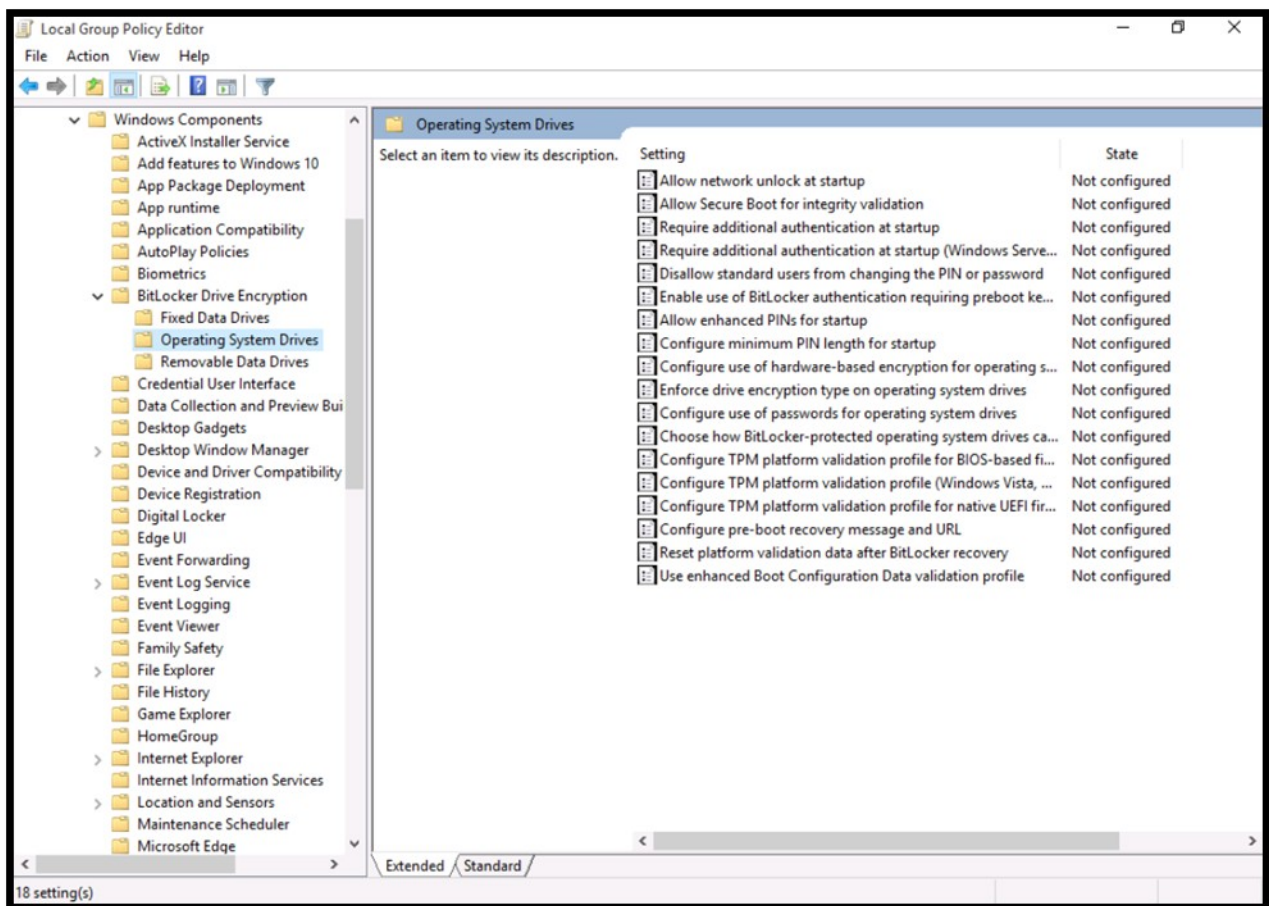 Local Group Policy Editor
File Action View Help
Windows Components
ActiveX Installer Service
Add features to Windows 10
App Package Deployment
App runtime
Application Compatibility
AutoPlay Policies
Biometrics
BitLocker Drive Encryption
Fixed Data Drives
Operating System Drives
Removable Data Drives
Credential User Interface
Data Collection and Preview Bui
Desktop Gadgets
Desktop Window Manager
Device and Driver Compatibility
Device Registration
Digital Locker
Edge UI
Event Forwarding
Event Log Service
Event Logging
Event Viewer
Family Safety
File Explorer
File History
Game Explorer
HomeGroup
Internet Explorer
Internet Information Services
Location and Sensors
Maintenance Scheduler
Microsoft Edge
Operating System Drives
Select an item to view its description.
Setting State
Allow network unlock at startup Not configured
Allow Secure Boot for integrity validation Not configured
Require additional authentication at startup Not configured
Require additional authentication at startup (Windows Serve... Not configured
Disallow standard users from changing the PIN or password Not configured
Enable use of BitLocker authentication requiring preboot ke... Not configured
Allow enhanced PINs for startup Not configured
Configure minimum PIN length for startup Not configured
Configure use of hardware-based encryption for operating s... Not configured
Enforce drive encryption type on operating system drives Not configured
Configure use of passwords for operating system drives Not configured
Choose how BitLocker-protected operating system drives ca... Not configured
Configure TPM platform validation profile for BIOS-based fi... Not configured
Configure TPM platform validation profile (Windows Vista, ... Not configured
Configure TPM platform validation profile for native UEFI fir... Not configured
Configure pre-boot recovery message and URL Not configured
Reset platform validation data after BitLocker recovery Not configured
Use enhanced Boot Configuration Data validation profile Not configured
Extended Standard
18 setting(s)